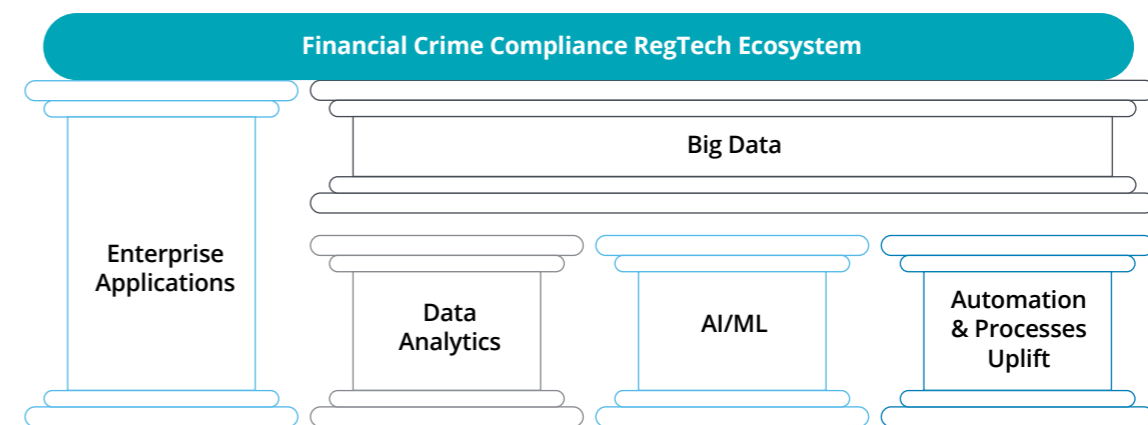 Financial Crime Compliance RegTech Ecosystem
Big Data
Enterprise
Applications
Data
Analytics
AI/ML
Automation
& Processes
Uplift